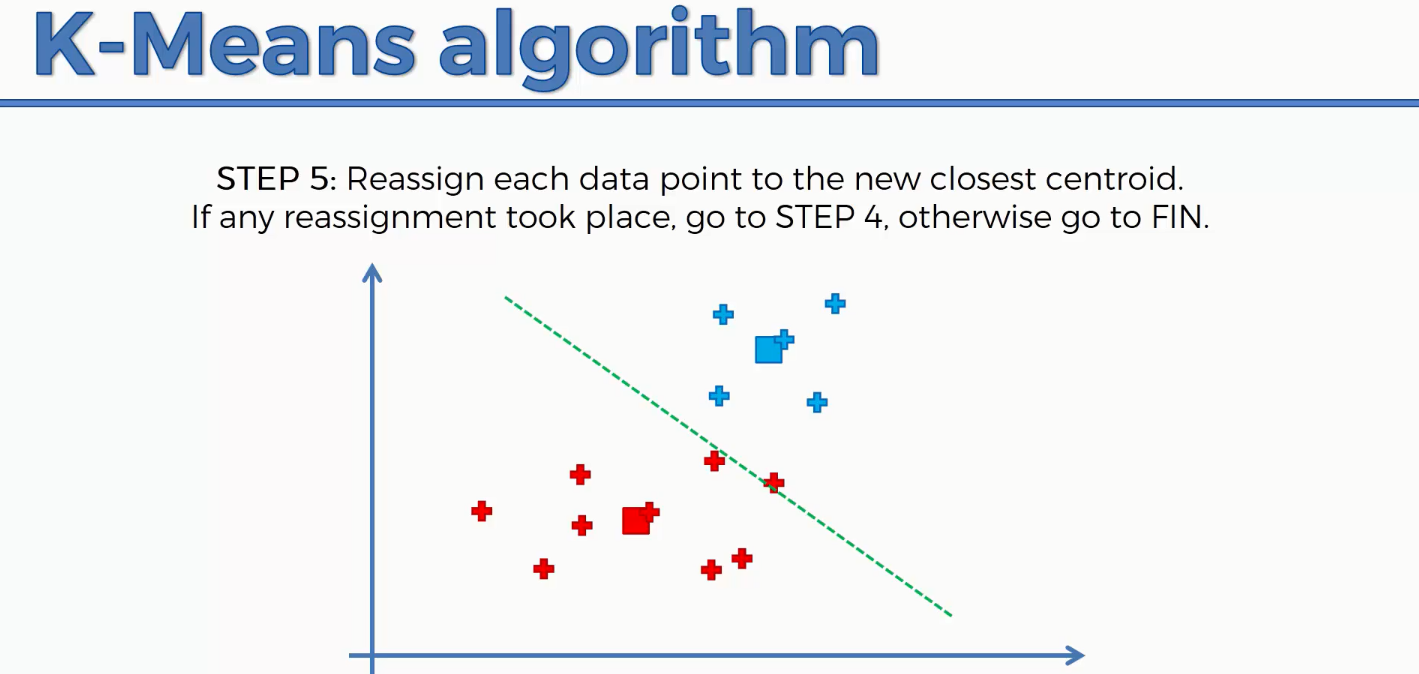 K-Means algorithm
STEP 5: Reassign each data point to the new closest centroid.
If any reassignment took place, go to STEP 4, otherwise go to FIN.